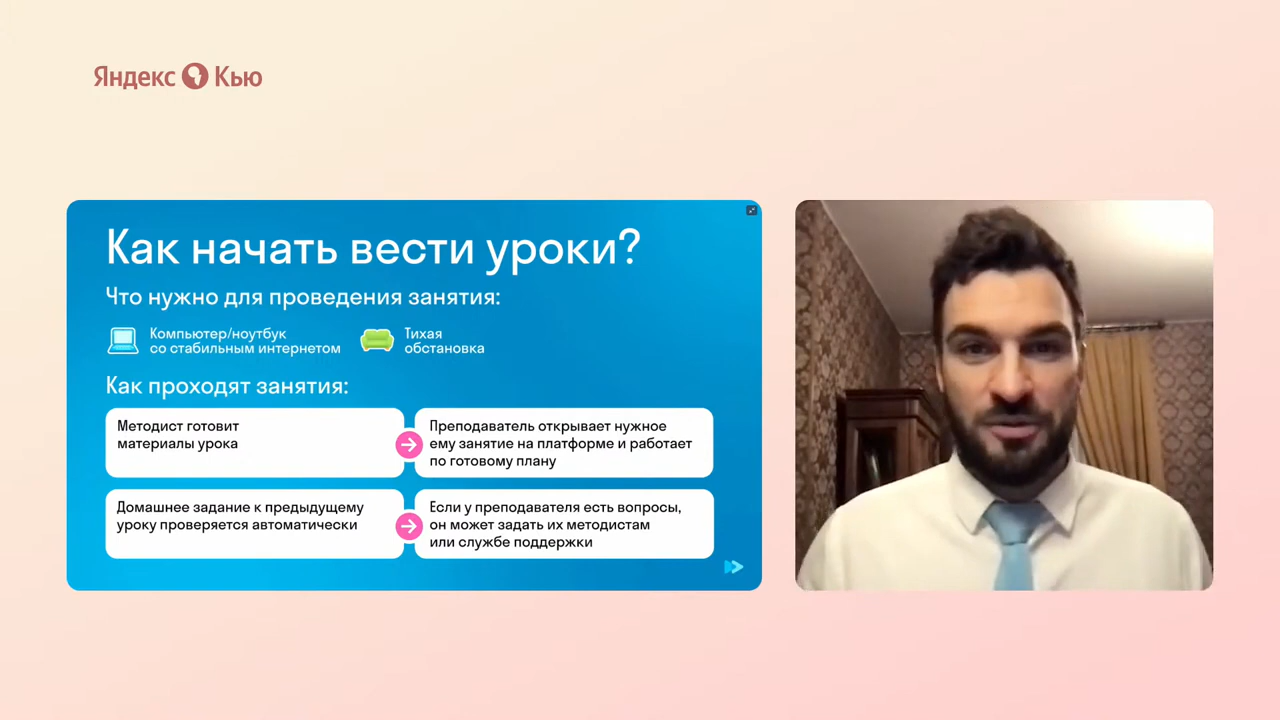 Яндекс Кью
Как начать вести уроки?
Что нужно для проведения занятия:
Компьютер/ноутбук
со стабильным интернетом
Тихая
обстановка
Как проходят занятия:
Методист готовит
материалы урока
Преподаватель открывает нужное
ему занятие на платформе и работает
по готовому плану
Домашнее задание к предыдущему
уроку проверяется автоматически
Если у преподавателя есть вопросы,
он может задать их методистам
или службе поддержки